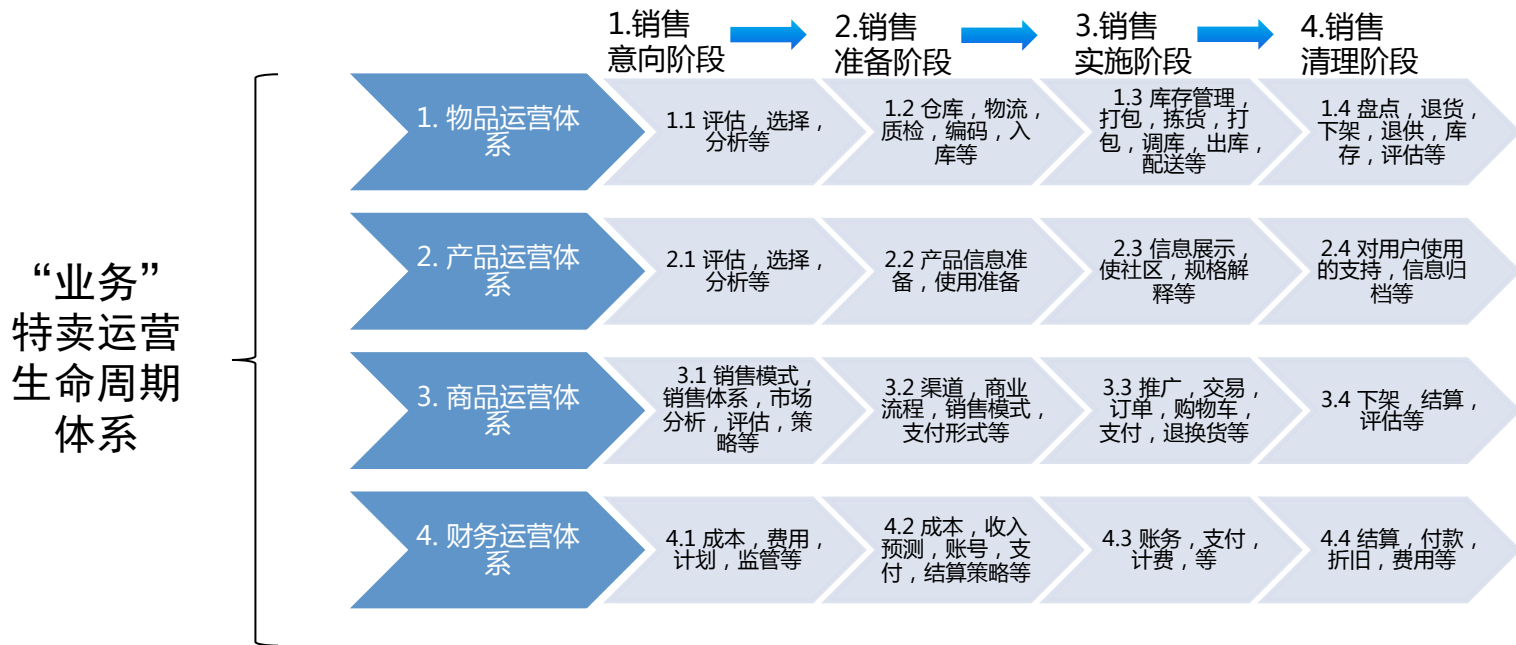 1.销售
意向阶段
2.销售
准备阶段
3.销售
实施阶段
4.销售
清理阶段
“业务”
特卖运营
生命周期
体系
1. 物品运营体
系
1.1 评估，选择，
分析等
1.2 仓库，物流，
质检，编码，入
库等
1.3 库存管理，
打包，拣货，打
包，调库，出库，
配送等
1.4 盘点，退货，
下架，退供，库
存，评估等
2. 产品运营体
系
2.1 评估，选择，
分析等
2.2 产品信息准
备，使用准备
2.3 信息展示，
使社区，规格解
释等
2.4 对用户使用
的支持，信息归
档等
3. 商品运营体
系
3.1 销售模式，
销售体系，市场
分析，评估，策
略等
3.2 渠道，商业
流程，销售模式，
支付形式等
3.3 推广，交易，
订单，购物车，
支付，退换货等
3.4 下架，结算，
评估等
4. 财务运营体
系
4.1 成本，费用，
计划，监管等
4.2 成本，收入
预测，账号，支
付，结算策略等
4.3 账务，支付，
计费，等
4.4 结算，付款，
折旧，费用等